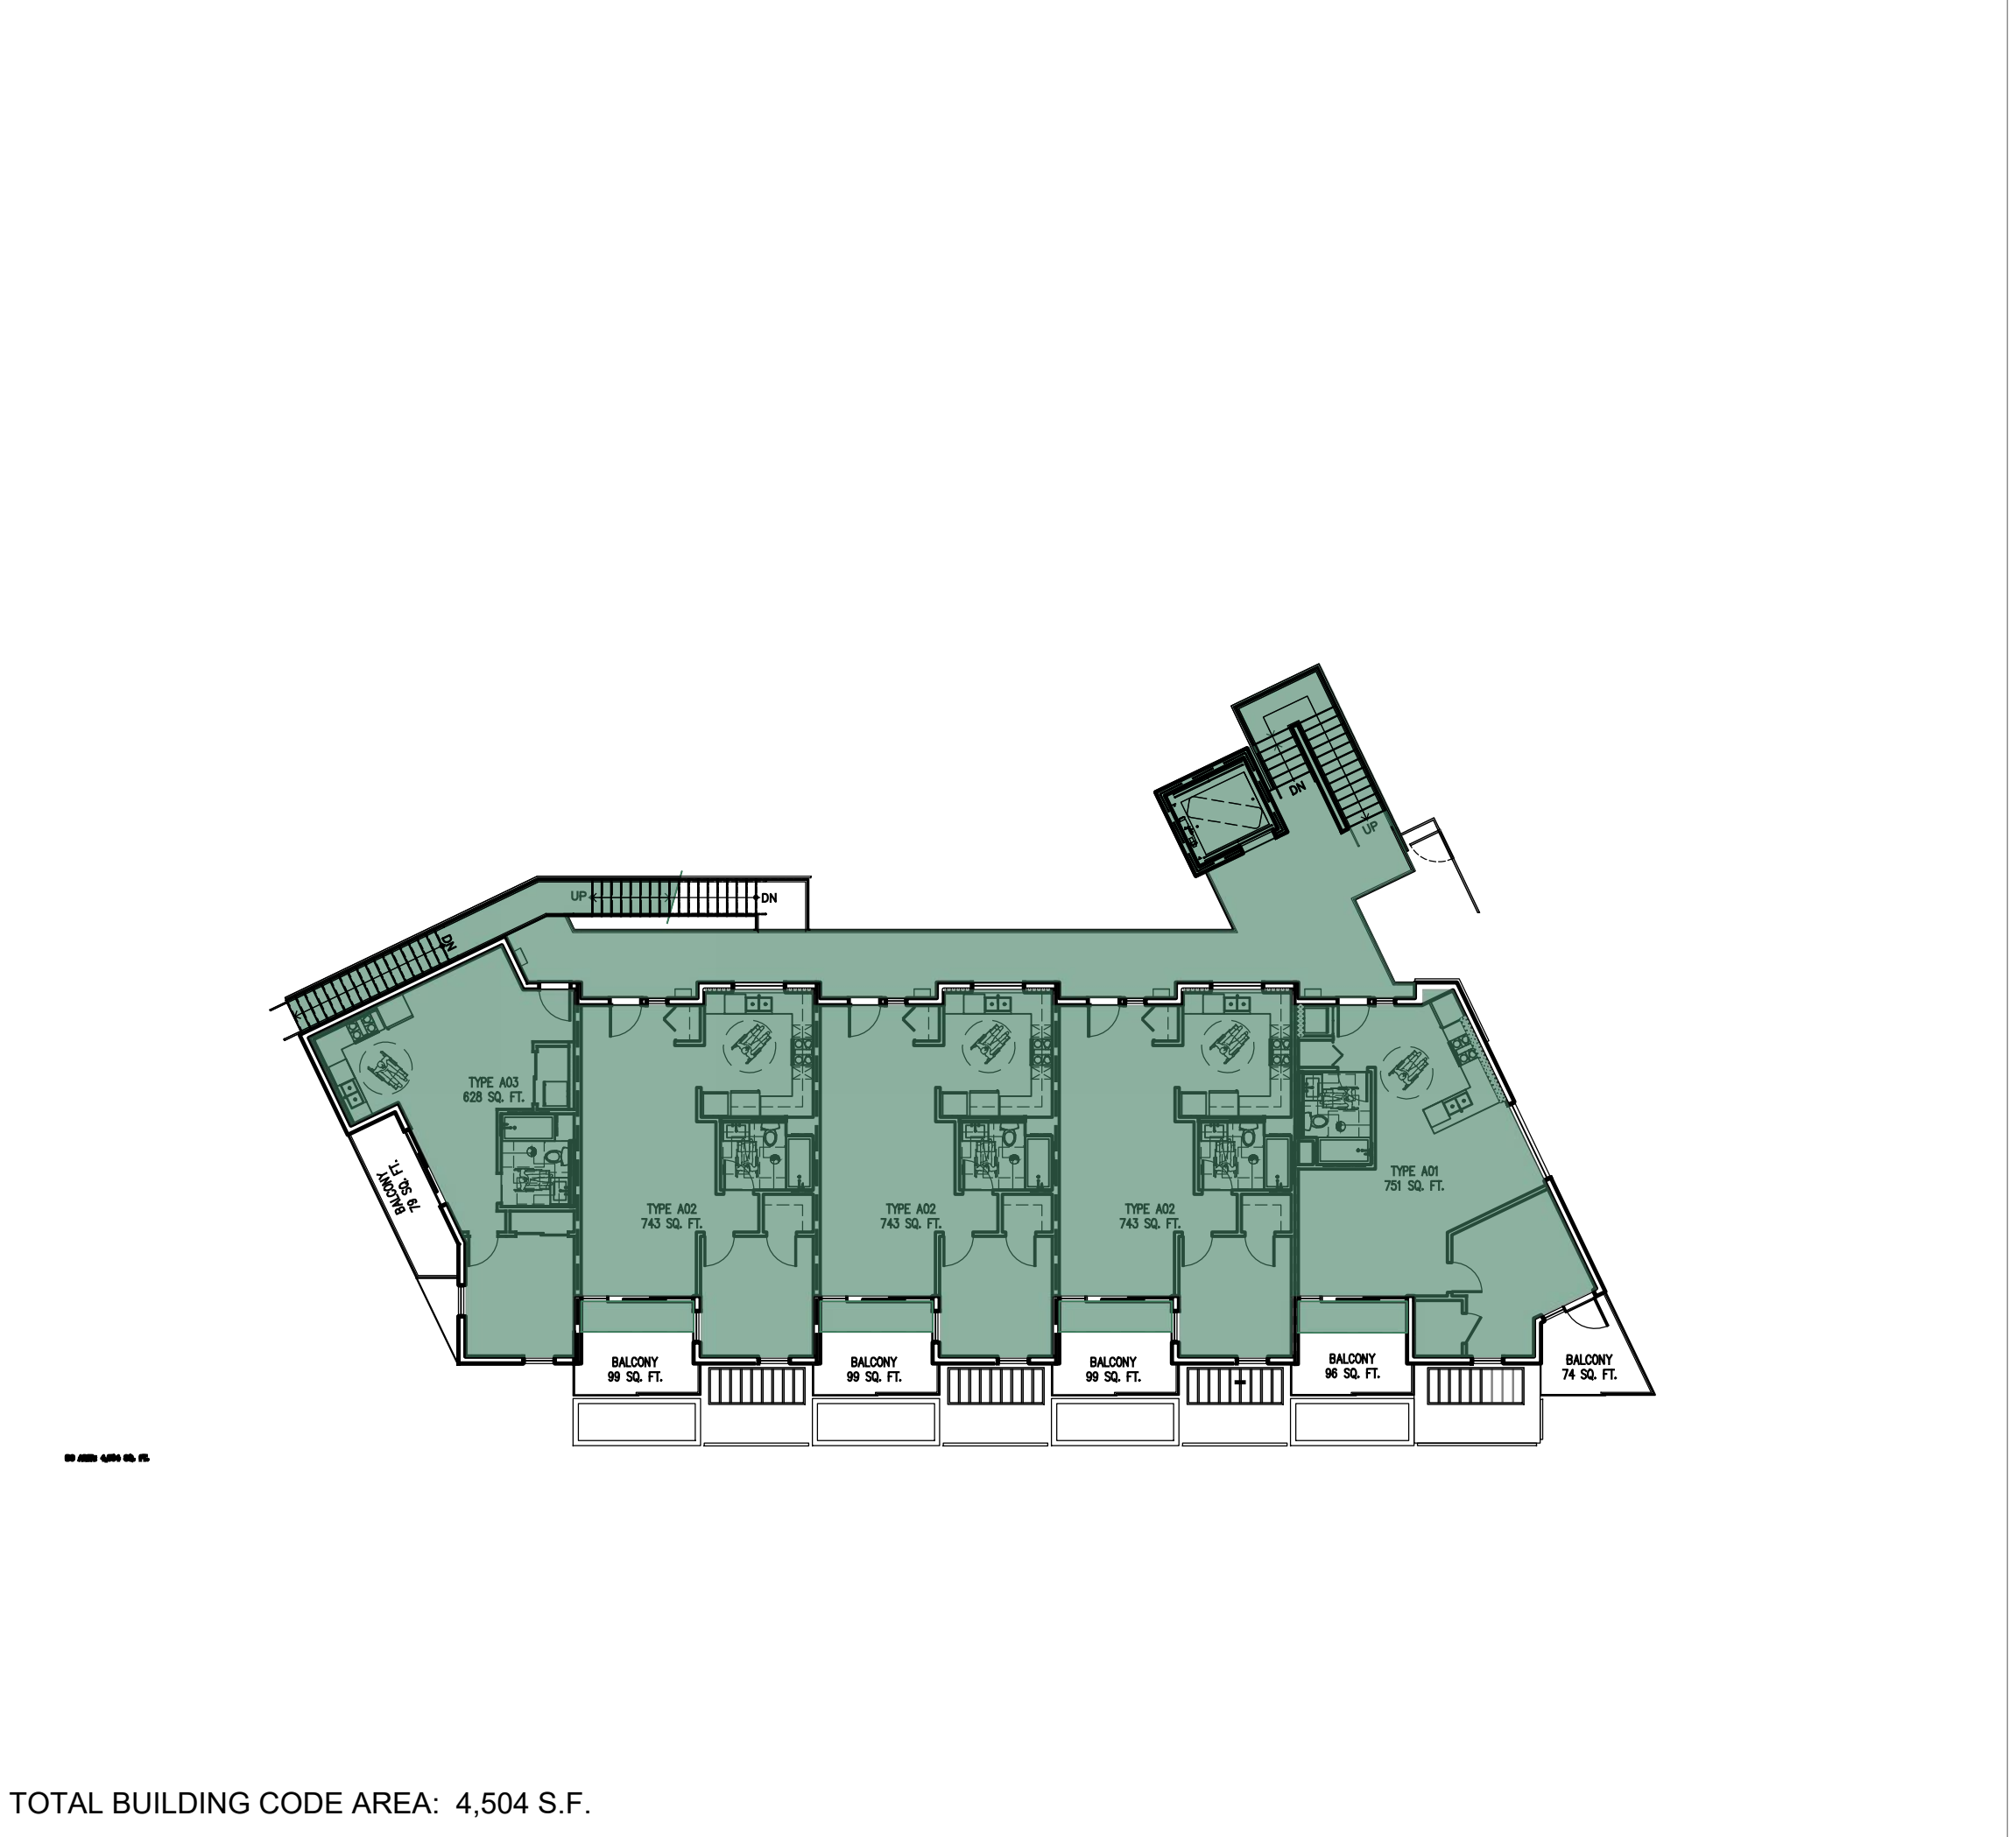 DN
UP
UP
DN
DN
TYPE A03
628 SQ. FT.
BALCONY
79 SQ. FT.
TYPE A02
743 SQ. FT.
TYPE A02
743 SQ. FT.
TYPE A02
743 SQ. FT.
TYPE A01
751 SQ. FT.
BALCONY
99 SQ. FT.
BALCONY
99 SQ. FT.
BALCONY
99 SQ. FT.
BALCONY
96 SQ. FT.
BALCONY
74 SQ. FT.
TOTAL BUILDING CODE AREA: 4,504 S.F.